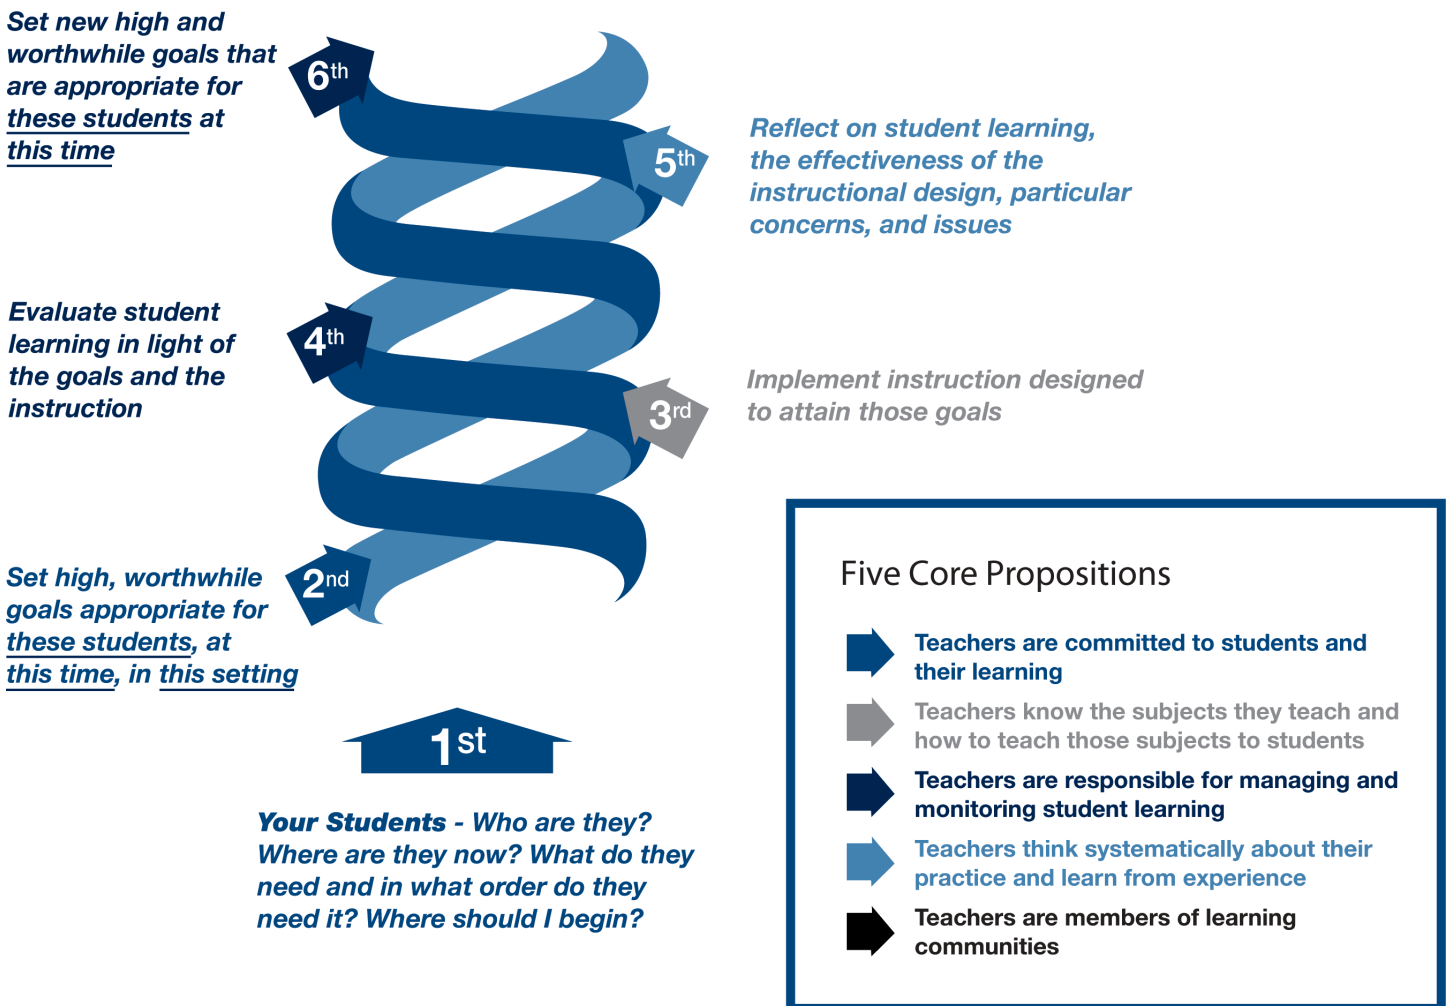 Set new high and
worthwhile goals that
are appropriate for
these students at
this time
6th
5th
Reflect on student learning,
the effectiveness of the
instructional design, particular
concerns, and issues
Evaluate student
learning in light of
the goals and the
instruction
4th
3rd
Implement instruction designed
to attain those goals
Set high, worthwhile
goals appropriate for
these students, at
this time, in this setting
2nd
1st
Your Students - Who are they?
Where are they now? What do they
need and in what order do they
need it? Where should I begin?
Five Core Propositions
Teachers are committed to students and
their learning
Teachers know the subjects they teach and
how to teach those subjects to students
Teachers are responsible for managing and
monitoring student learning
Teachers think systematically about their
practice and learn from experience
Teachers are members of learning
communities